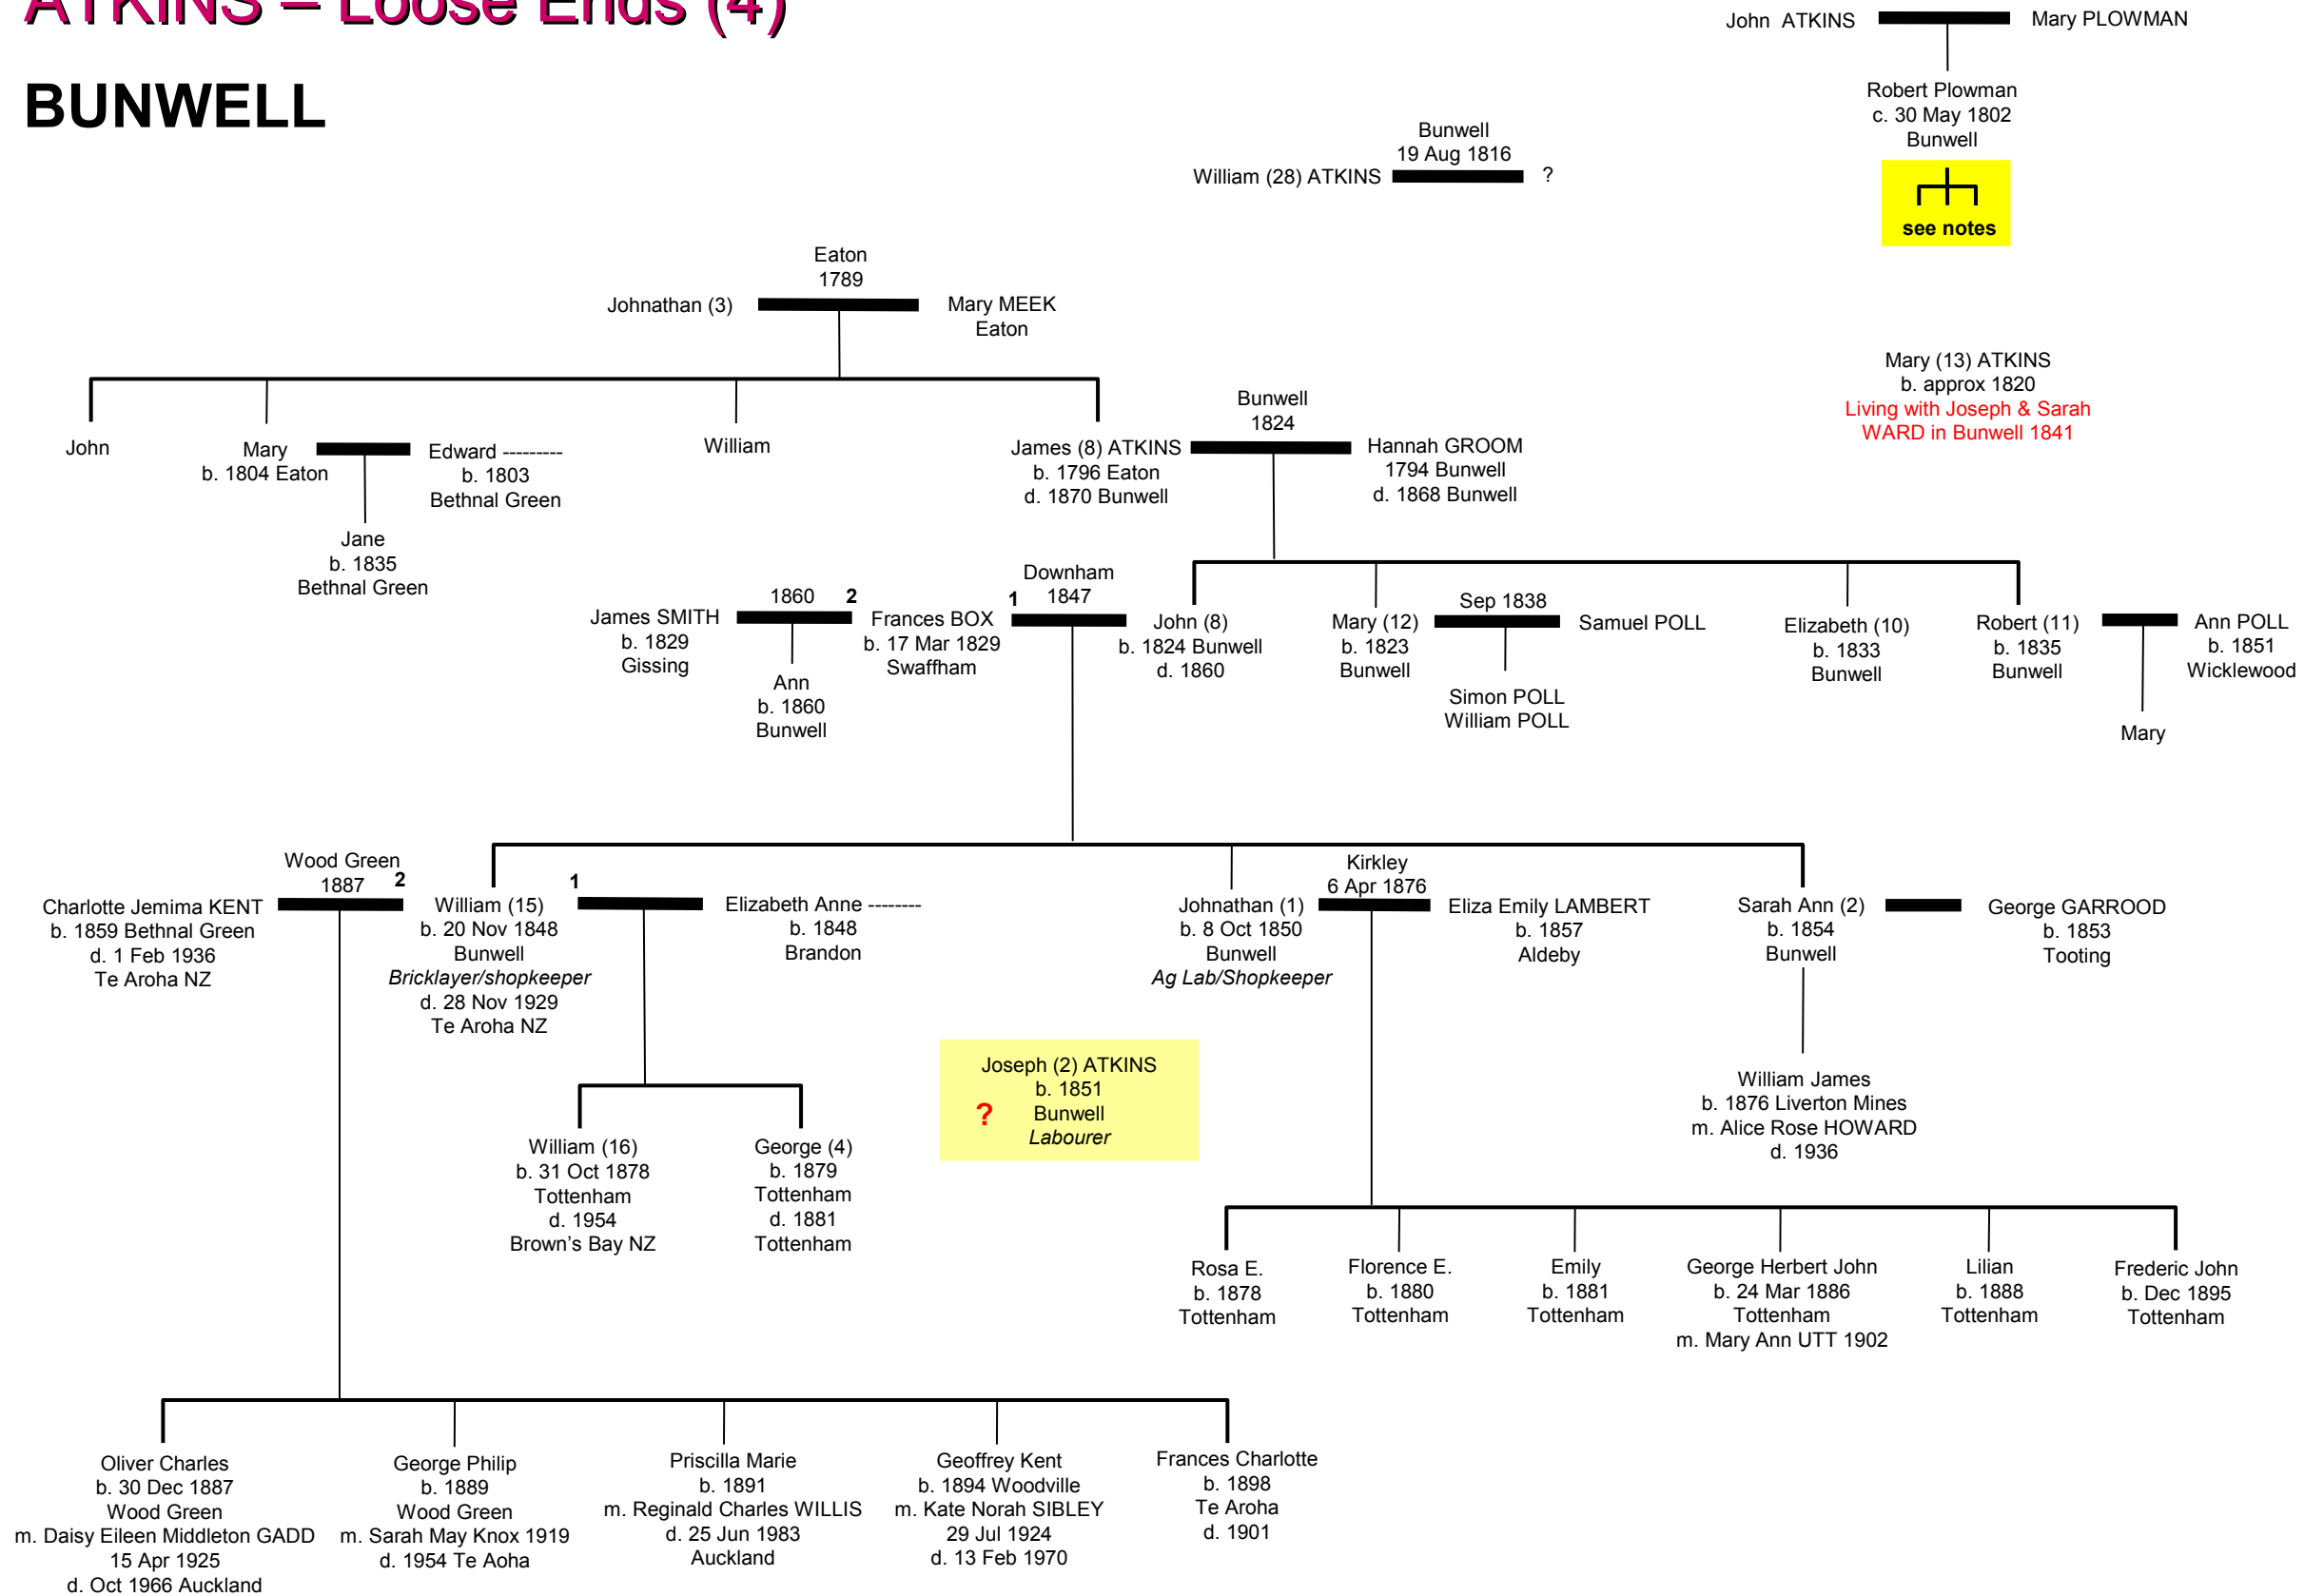 ATKINS – Loose Ends (4)
BUNWELL
John ATKINS
Mary PLOWMAN
Robert Plowman
c. 30 May 1802
Bunwell
see notes
Bunwell
19 Aug 1816
William (28) ATKINS
?
Eaton
1789
Johnathan (3)
Mary MEEK
Eaton
Mary (13) ATKINS
b. approx 1820
Living with Joseph & Sarah
WARD in Bunwell 1841
John
Mary
b. 1804 Eaton
Edward ---------
b. 1803
Bethnal Green
Jane
b. 1835
Bethnal Green
William
James (8) ATKINS
b. 1796 Eaton
d. 1870 Bunwell
Bunwell
1824
Hannah GROOM
1794 Bunwell
d. 1868 Bunwell
James SMITH
b. 1829
Gissing
1860
2
Ann
b. 1860
Bunwell
Frances BOX
b. 17 Mar 1829
Swaffham
1
Downham
1847
John (8)
b. 1824 Bunwell
d. 1860
Mary (12)
b. 1823
Bunwell
Sep 1838
Samuel POLL
Simon POLL
William POLL
Elizabeth (10)
b. 1833
Bunwell
Robert (11)
b. 1835
Bunwell
Ann POLL
b. 1851
Wicklewood
Mary
Charlotte Jemima KENT
b. 1859 Bethnal Green
d. 1 Feb 1936
Te Aroha NZ
Wood Green
1887
2
William (15)
b. 20 Nov 1848
Bunwell
Bricklayer/shopkeeper
d. 28 Nov 1929
Te Aroha NZ
1
Elizabeth Anne --------
b. 1848
Brandon
Johnathan (1)
b. 8 Oct 1850
Bunwell
Ag Lab/Shopkeeper
Kirkley
6 Apr 1876
Eliza Emily LAMBERT
b. 1857
Aldeby
Sarah Ann (2)
b. 1854
Bunwell
George GARROOD
b. 1853
Tooting
William James
b. 1876 Liverton Mines
m. Alice Rose HOWARD
d. 1936
Joseph (2) ATKINS
b. 1851
?
Bunwell
Labourer
William (16)
b. 31 Oct 1878
Tottenham
d. 1954
Brown's Bay NZ
George (4)
b. 1879
Tottenham
d. 1881
Tottenham
Rosa E.
b. 1878
Tottenham
Florence E.
b. 1880
Tottenham
Emily
b. 1881
Tottenham
George Herbert John
b. 24 Mar 1886
Tottenham
m. Mary Ann UTT 1902
Lilian
b. 1888
Tottenham
Frederic John
b. Dec 1895
Tottenham
Oliver Charles
b. 30 Dec 1887
Wood Green
m. Daisy Eileen Middleton GADD
15 Apr 1925
d. Oct 1966 Auckland
George Philip
b. 1889
Wood Green
m. Sarah May Knox 1919
d. 1954 Te Aoha
Priscilla Marie
b. 1891
m. Reginald Charles WILLIS
d. 25 Jun 1983
Auckland
Geoffrey Kent
b. 1894 Woodville
m. Kate Norah SIBLEY
29 Jul 1924
d. 13 Feb 1970
Frances Charlotte
b. 1898
Te Aroha
d. 1901